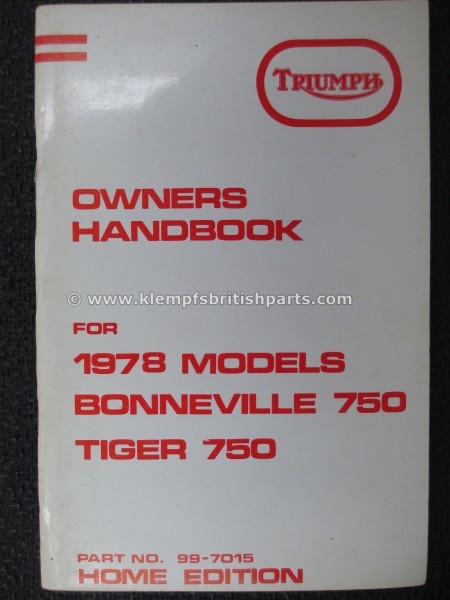 TRIUMPH
OWNERS
HANDBOOK
© www.klempfsbritishparts.com
FOR
1978 MODELS
BONNEVILLE 750
TIGER 750
PART NO. 99-7015
HOME EDITION